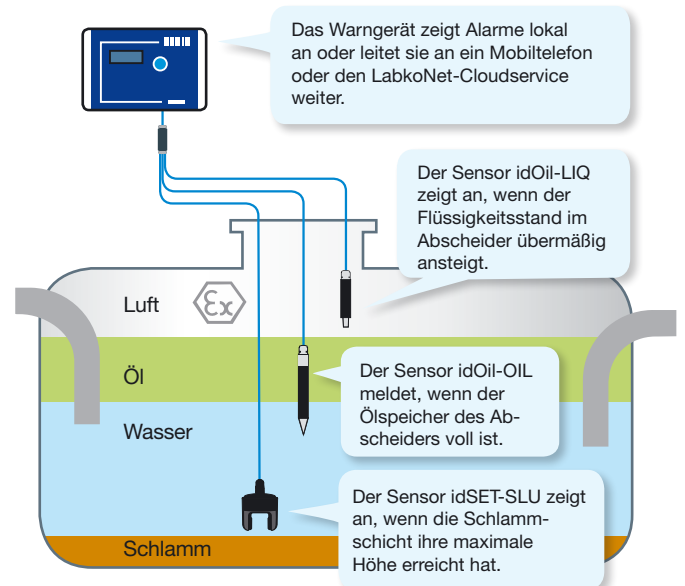 Das Warngerät zeigt Alarme lokal
an oder leitet sie an ein Mobiltelefon
oder den LabkoNet-Cloudservice
weiter.
Der Sensor idOil-LIQ
zeigt an, wenn der
Flüssigkeitsstand im
Abscheider übermäßig
ansteigt.
Luft
Ex
Öl
Der Sensor idOil-OIL
meldet, wenn der
Ölspeicher des Ab-
scheiders voll ist.
Wasser
Der Sensor idSET-SLU zeigt
an, wenn die Schlamm-
schicht ihre maximale
Höhe erreicht hat.
Schlamm